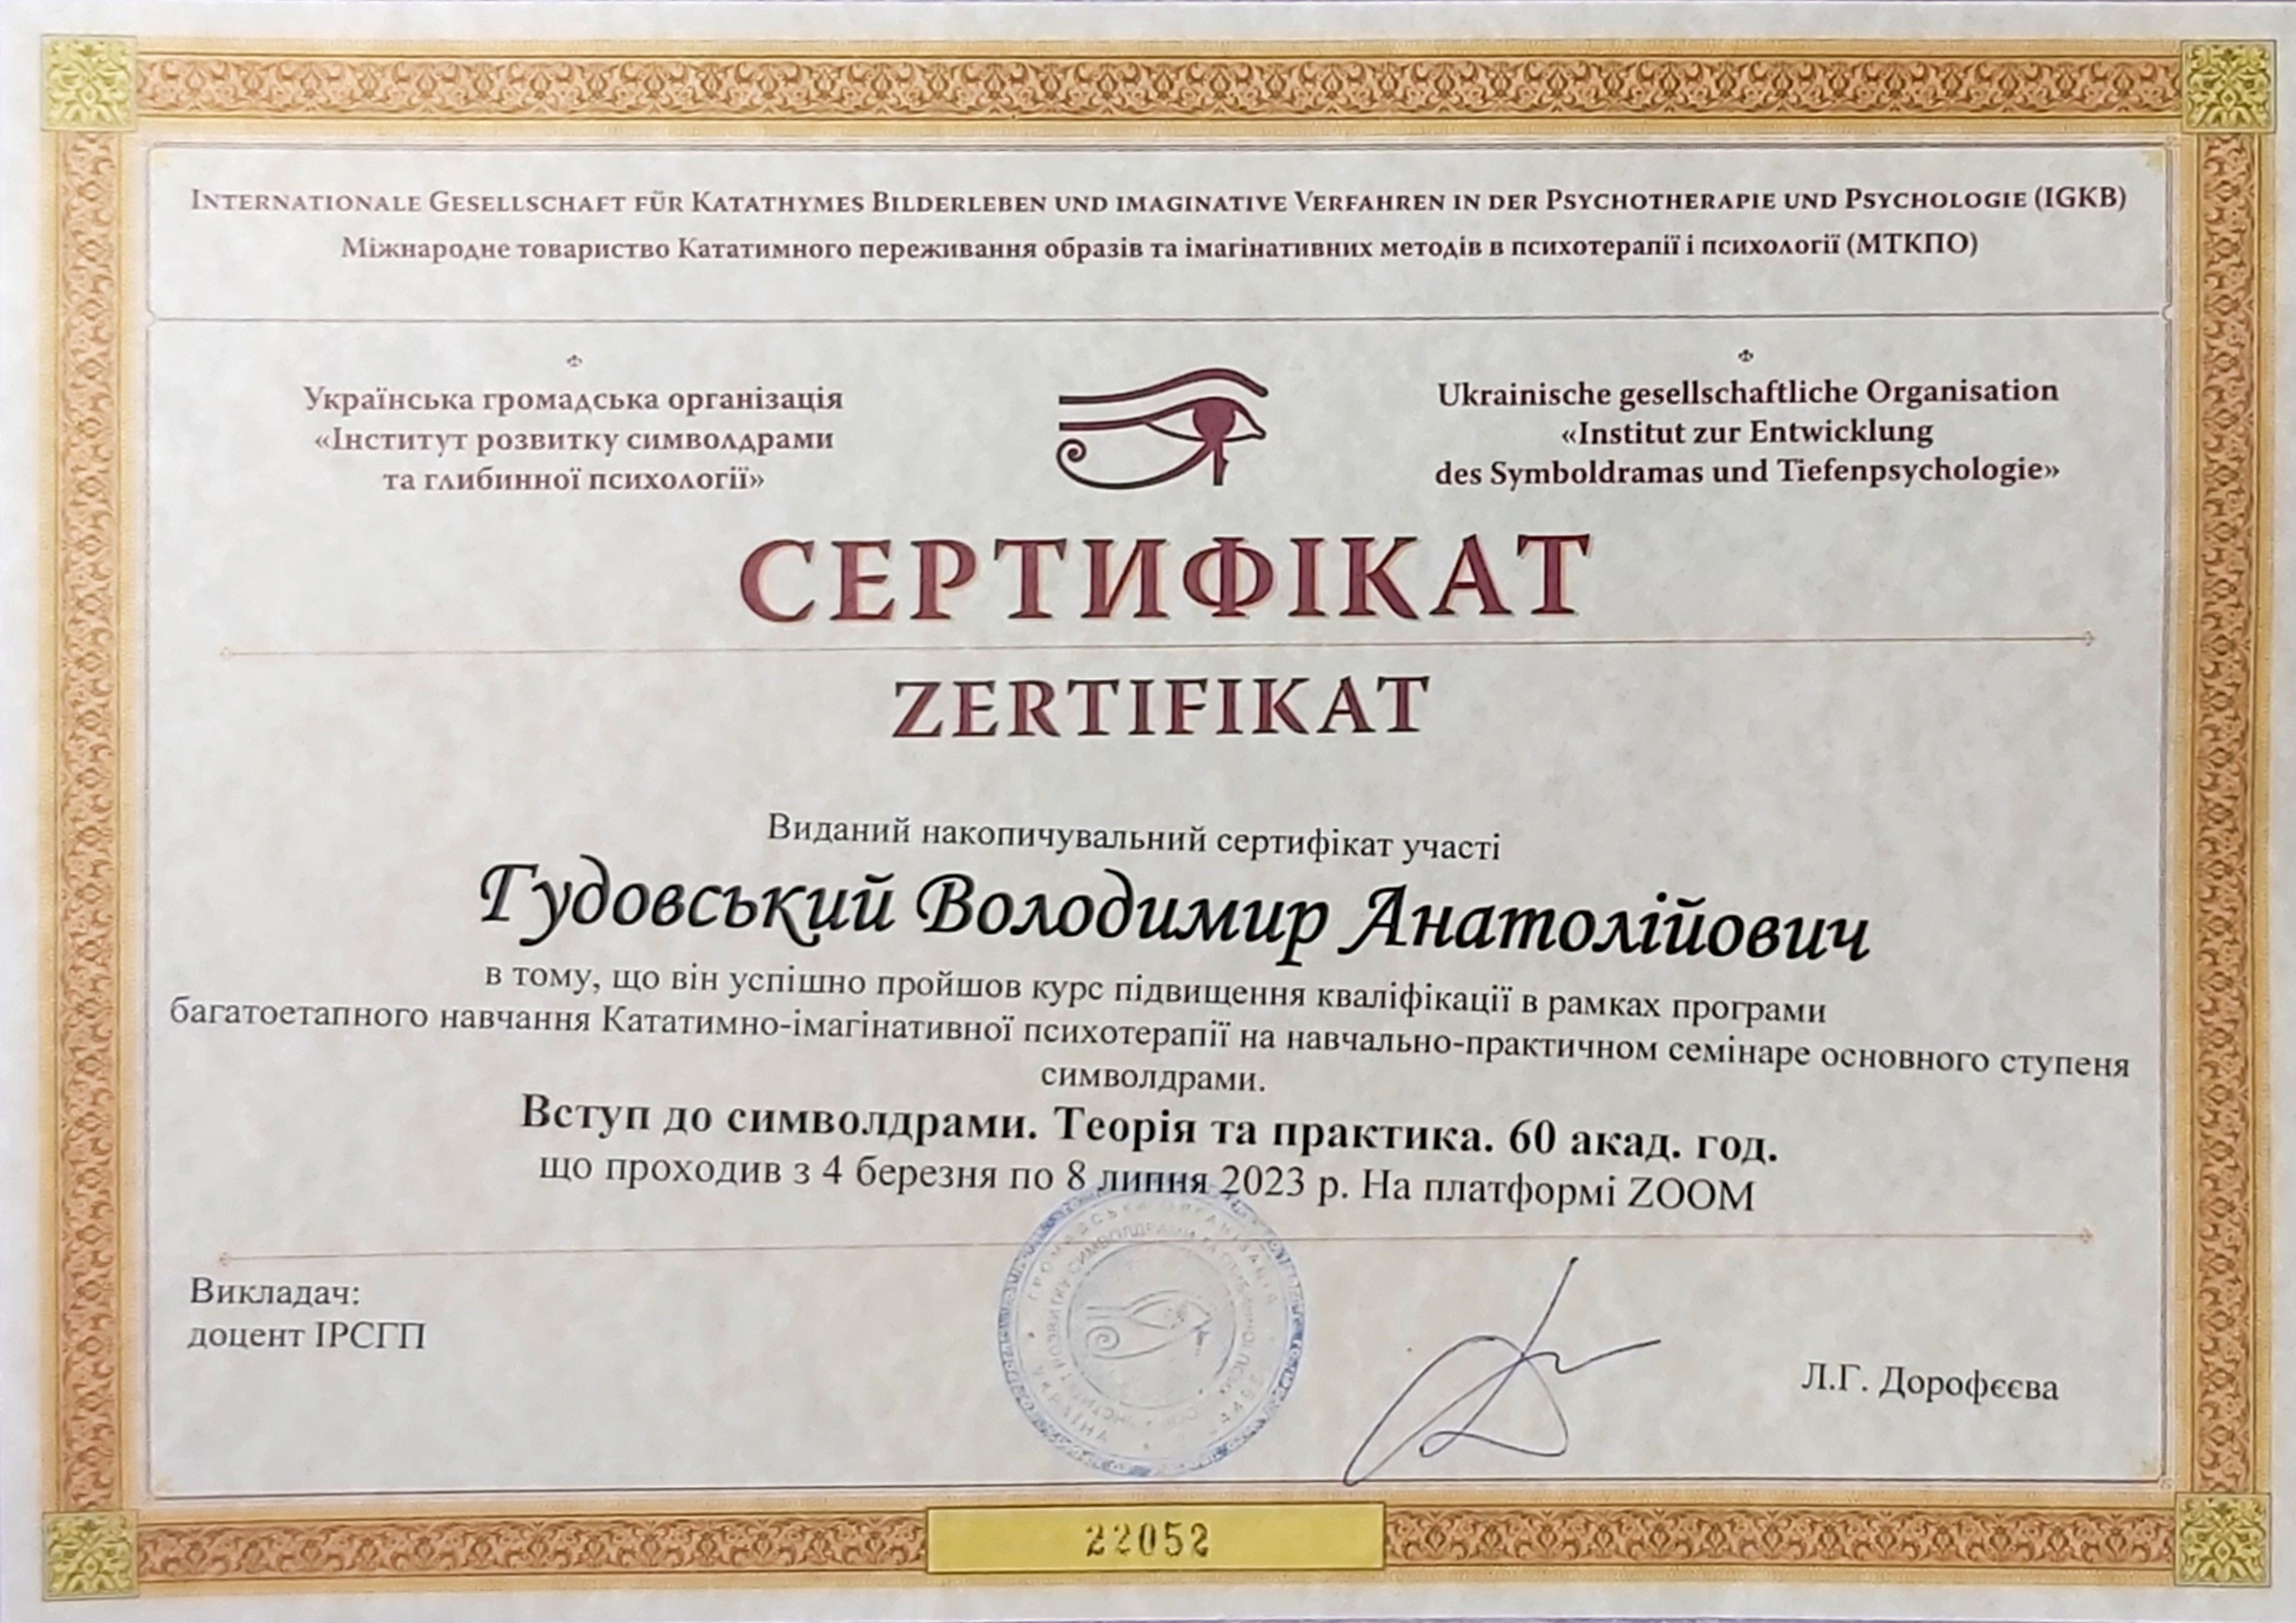 Internationale Gesellschaft für Katathymes Bilderleben und imaginative Verfahren in der Psychotherapie und Psychologie (IGKB)
Міжнародне товариство Кататимного переживання образів та імагінативних методів в психотерапії і психології (МТКПО)
Українська громадська організація
«Інститут розвитку символдрами
та глибинної психології»
Ukrainische gesellschaftliche Organisation
«Institut zur Entwicklung
des Symboldramas und Tiefenpsychologie»
СЕРТИФІКАТ
ZERTIFIKAT
Виданий накопичувальний сертифікат участі
Гудовський Володимир Анатолійович
в тому, що він успішно пройшов курс підвищення кваліфікації в рамках програми
багатоетапного навчання Кататимно-імагінативної психотерапії на навчально-практичном семінаре основного ступеня
символдрами.
Вступ до символдрами. Теорія та практика. 60 акад. год.
що проходив з 4 березня по 8 липня 2023 р. На платформі ZOOM
Викладач:
доцент ІРСГП
Л.Г. Дорофєєва
22052